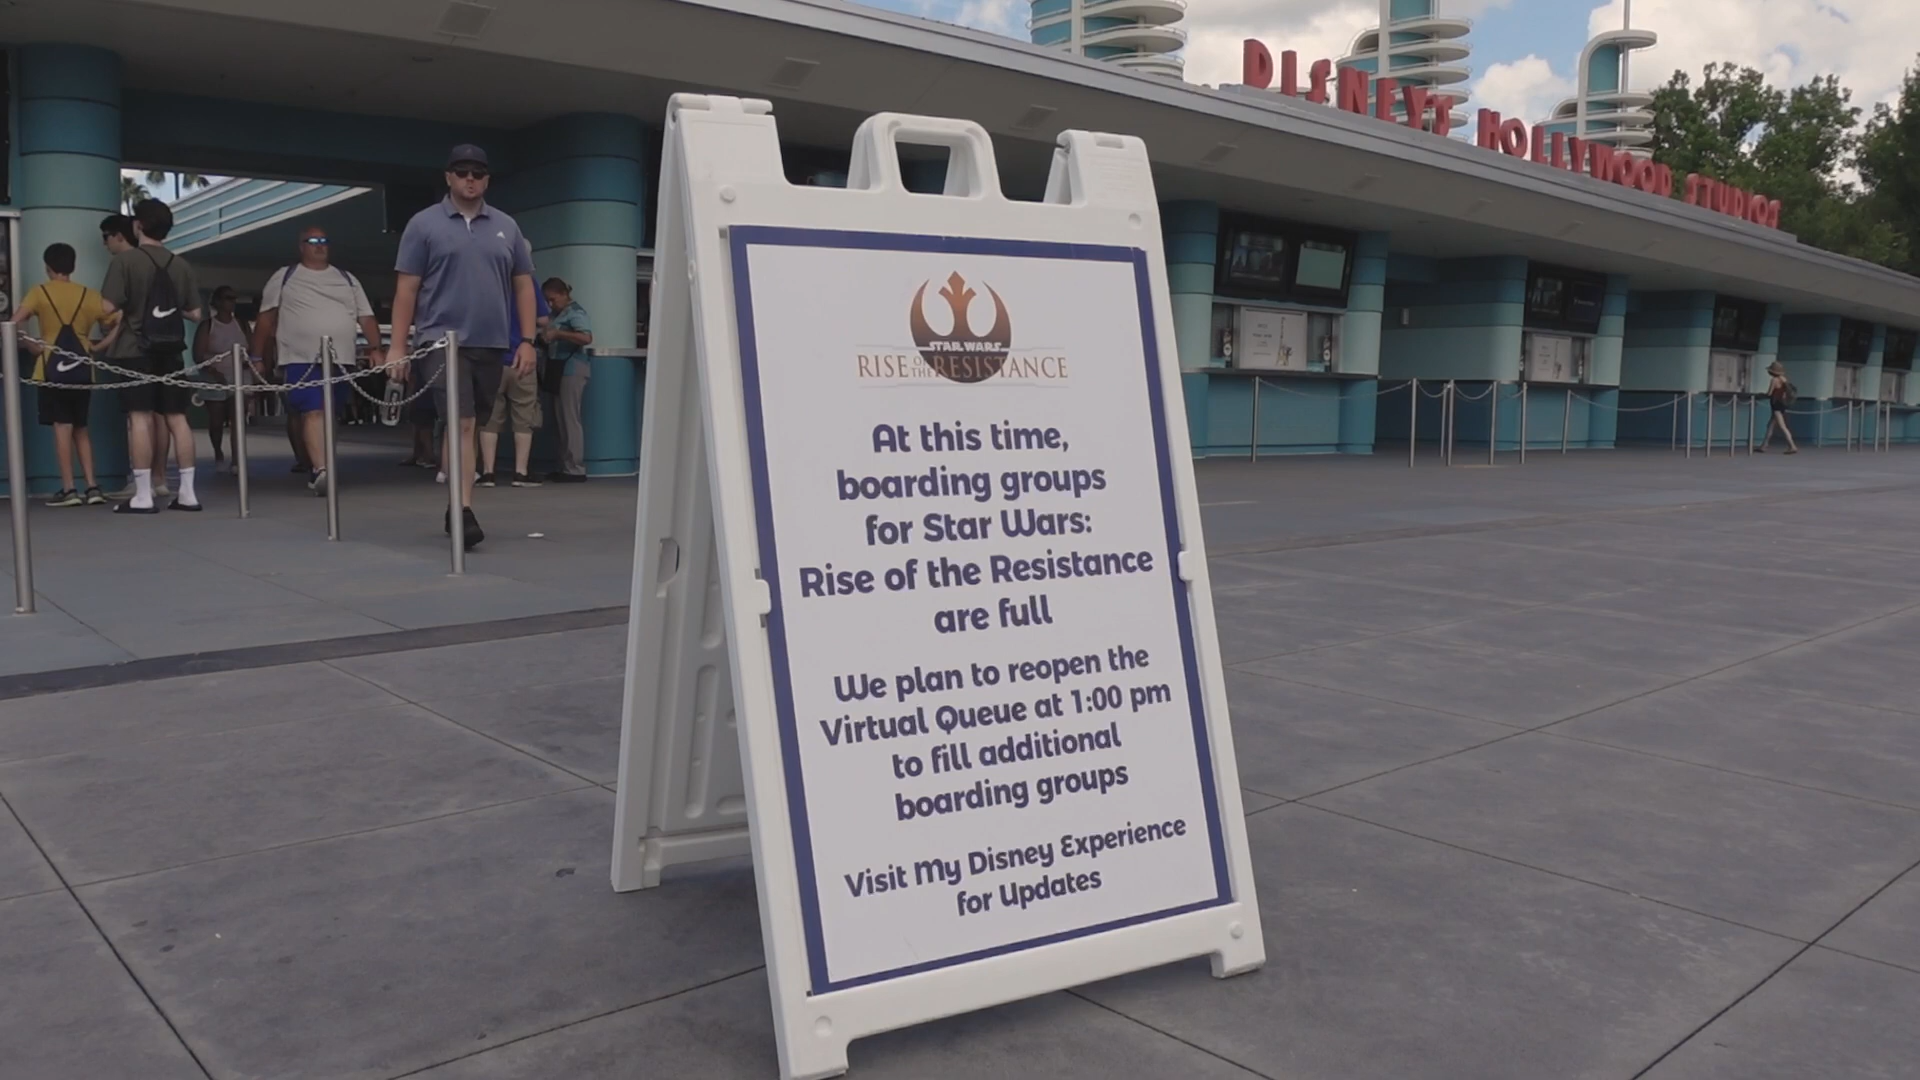 DISNEY'S HOLLYWOOD STUDIOS
STAR WARS
RISE OF THE RESISTANCE
At this time,
boarding groups
for Star Wars:
Rise of the Resistance
are full
We plan to reopen the
Virtual Queue at 1:00 pm
to fill additional
boarding groups
Visit My Disney Experience
for Updates